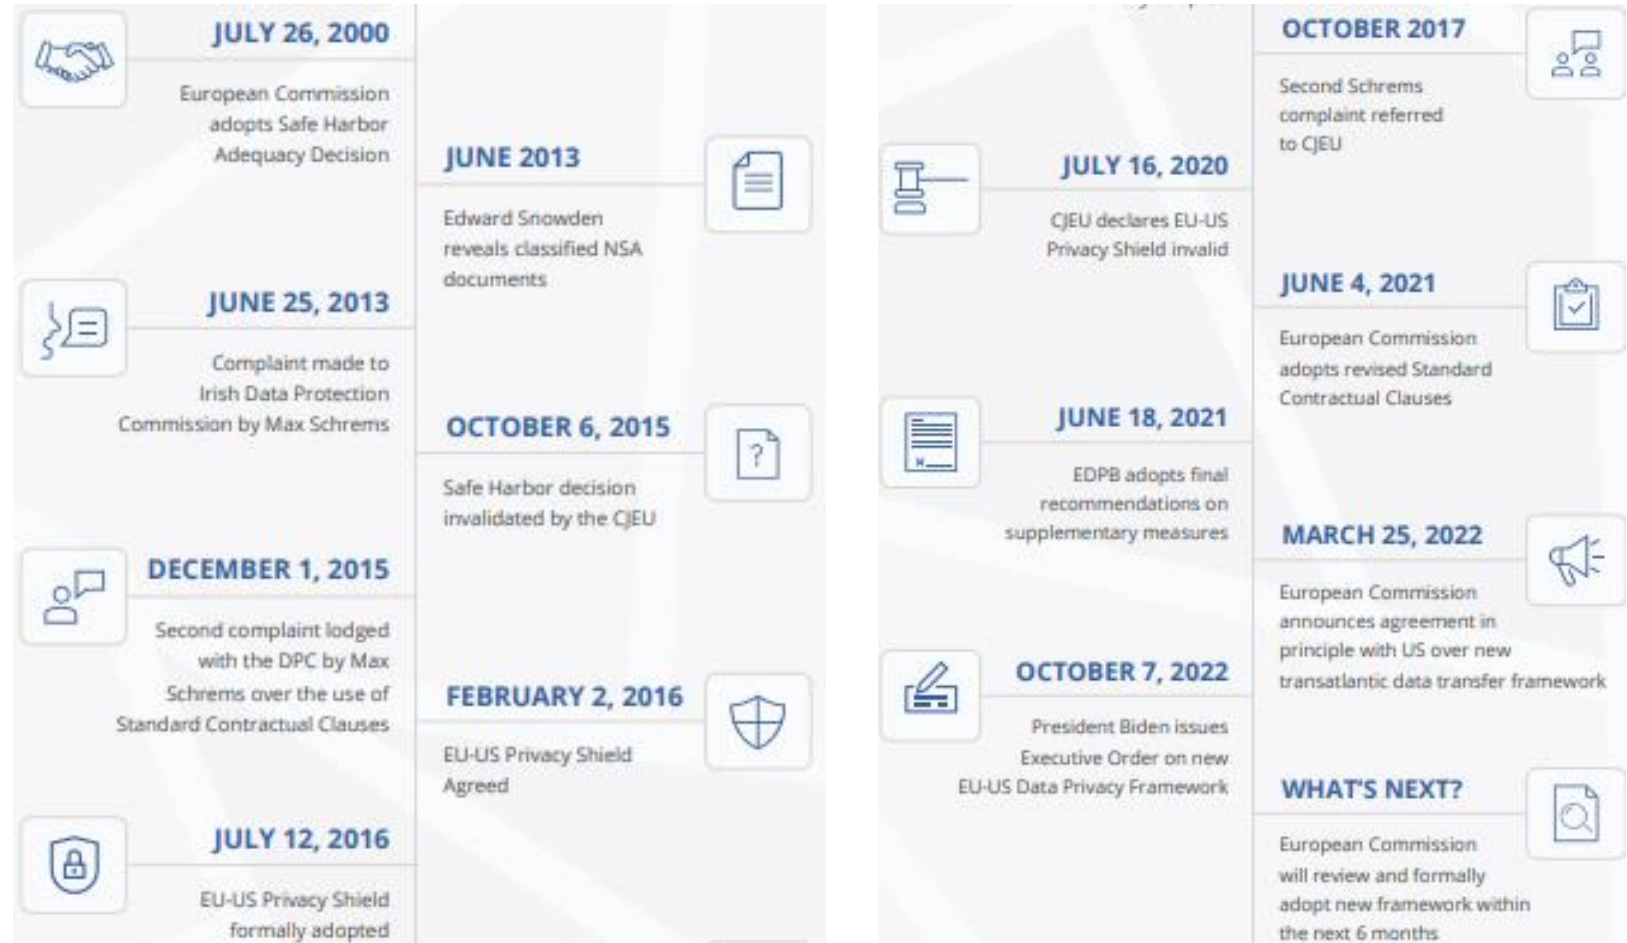 JULY 26, 2000
European Commission
adopts Safe Harbor
Adequacy Decision
JUNE 2013
Edward Snowden
reveals classified NSA
documents
JUNE 25, 2013
Complaint made to
Irish Data Protection
Commission by Max Schrems
OCTOBER 6, 2015
Safe Harbor decision
invalidated by the CJEU
?
DECEMBER 1, 2015
Second complaint lodged
with the DPC by Max
Schrems over the use of
Standard Contractual Clauses
FEBRUARY 2, 2016
EU-US Privacy Shield
Agreed
JULY 12, 2016
EU-US Privacy Shield
formally adopted
OCTOBER 2017
Second Schrems
complaint referred
to CJEU
JULY 16, 2020
CJEU declares EU-US
Privacy Shield invalid
JUNE 4, 2021
European Commission
adopts revised Standard
Contractual Clauses
JUNE 18, 2021
EDPB adopts final
recommendations on
supplementary measures
MARCH 25, 2022
European Commission
announces agreement in
principle with US over new
transatlantic data transfer framework
OCTOBER 7, 2022
President Biden issues
Executive Order on new
EU-US Data Privacy Framework
WHAT'S NEXT?
European Commission
will review and formally
adopt new framework within
the next 6 months